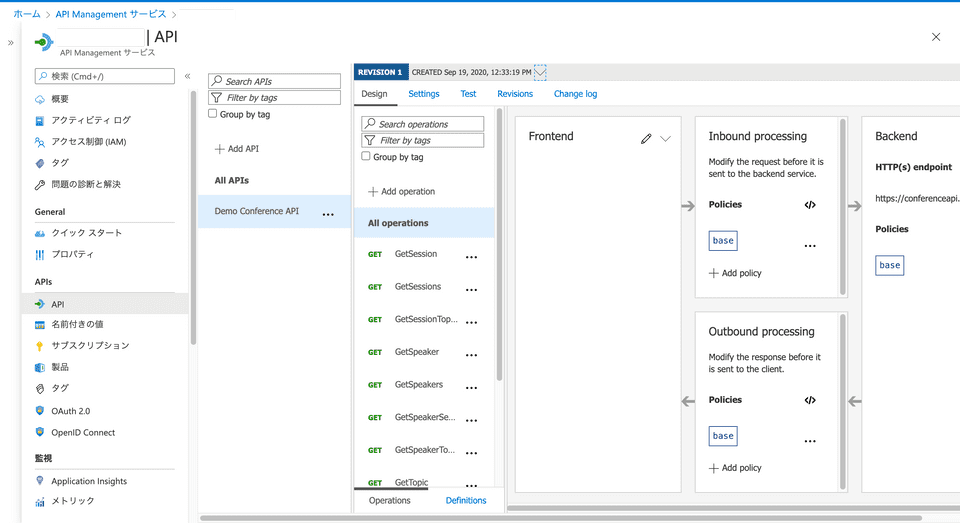 ホーム > API Management サービス >
| API
API Management サービス
検索 (Cmd+/)
概要
アクティビティ ログ
アクセス制御 (IAM)
タグ
問題の診断と解決
General
クイック スタート
プロパティ
APIs
API
名前付きの値
サブスクリプション
製品
タグ
OAuth 2.0
OpenID Connect
監視
Application Insights
メトリック
Search APIs
Filter by tags
Group by tag
Add API
All APIs
Demo Conference API
REVISION 1 CREATED Sep 19, 2020, 12:33:19 PM
Design Settings Test Revisions Change log
Search operations
Filter by tags
Group by tag
Add operation
All operations
GET GetSession
GET GetSessions
GET GetSessionTop...
GET GetSpeaker
GET GetSpeakers
GET GetSpeakerSe...
GET GetSpeakerTo...
GET GetTopic
Operations Definitions
Frontend
Inbound processing
Modify the request before it
is sent to the backend service.
Policies </>
base
Add policy
Outbound processing
Modify the response before it
is sent to the client.
Policies </>
base
Add policy
Backend
HTTP(s) endpoint
https://conferenceapi.
Policies
base